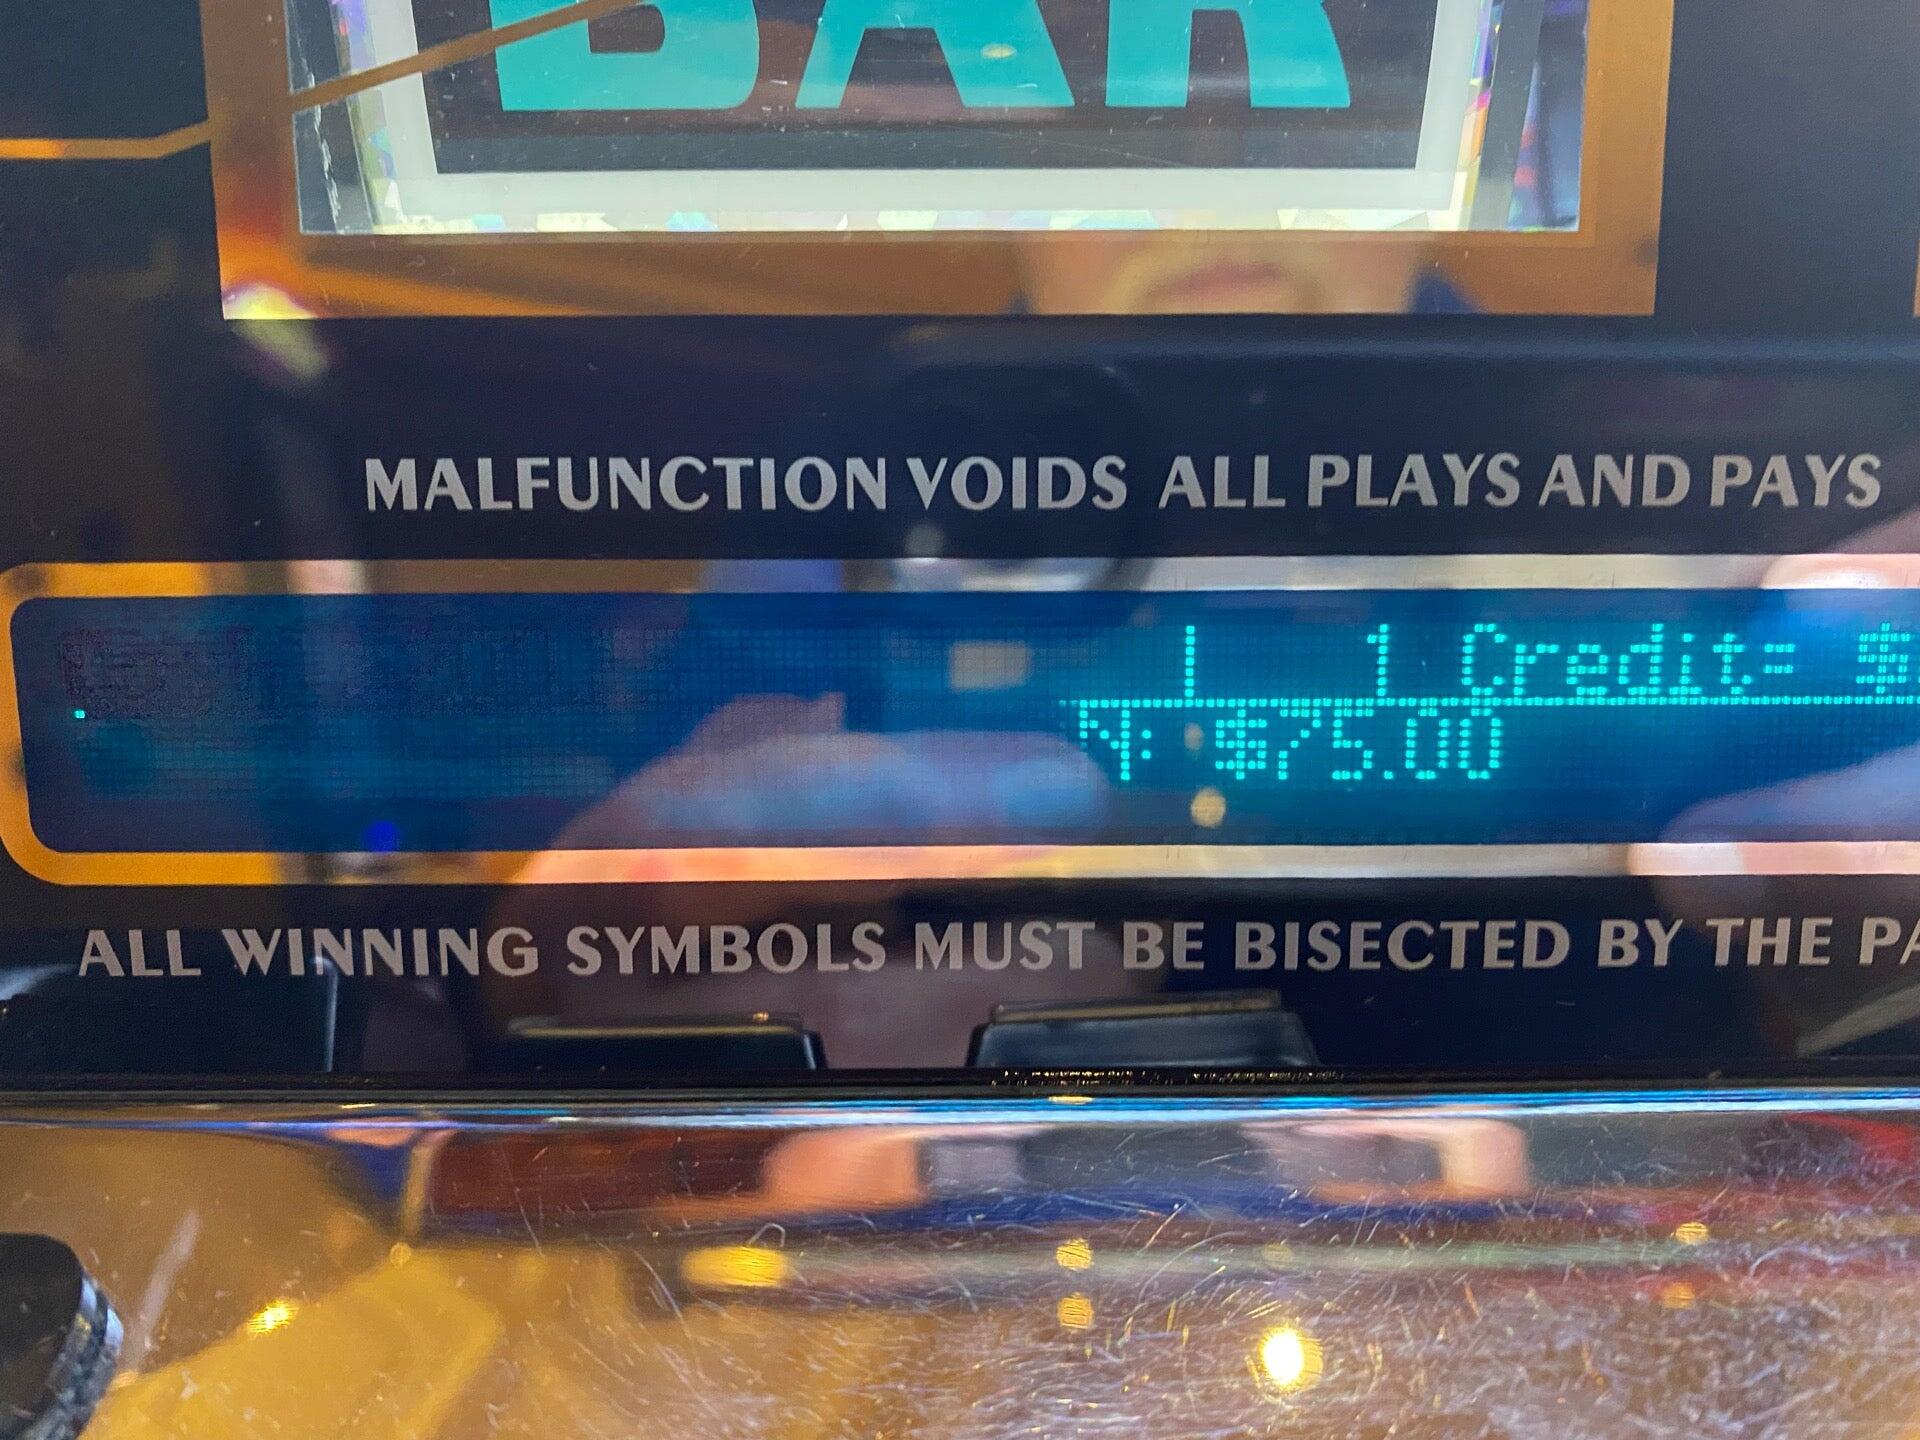 BAR
MALFUNCTION VOIDS ALL PLAYS AND PAYS
1 Credit= $
: $75.00
ALL WINNING SYMBOLS MUST BE BISECTED BY THE PA